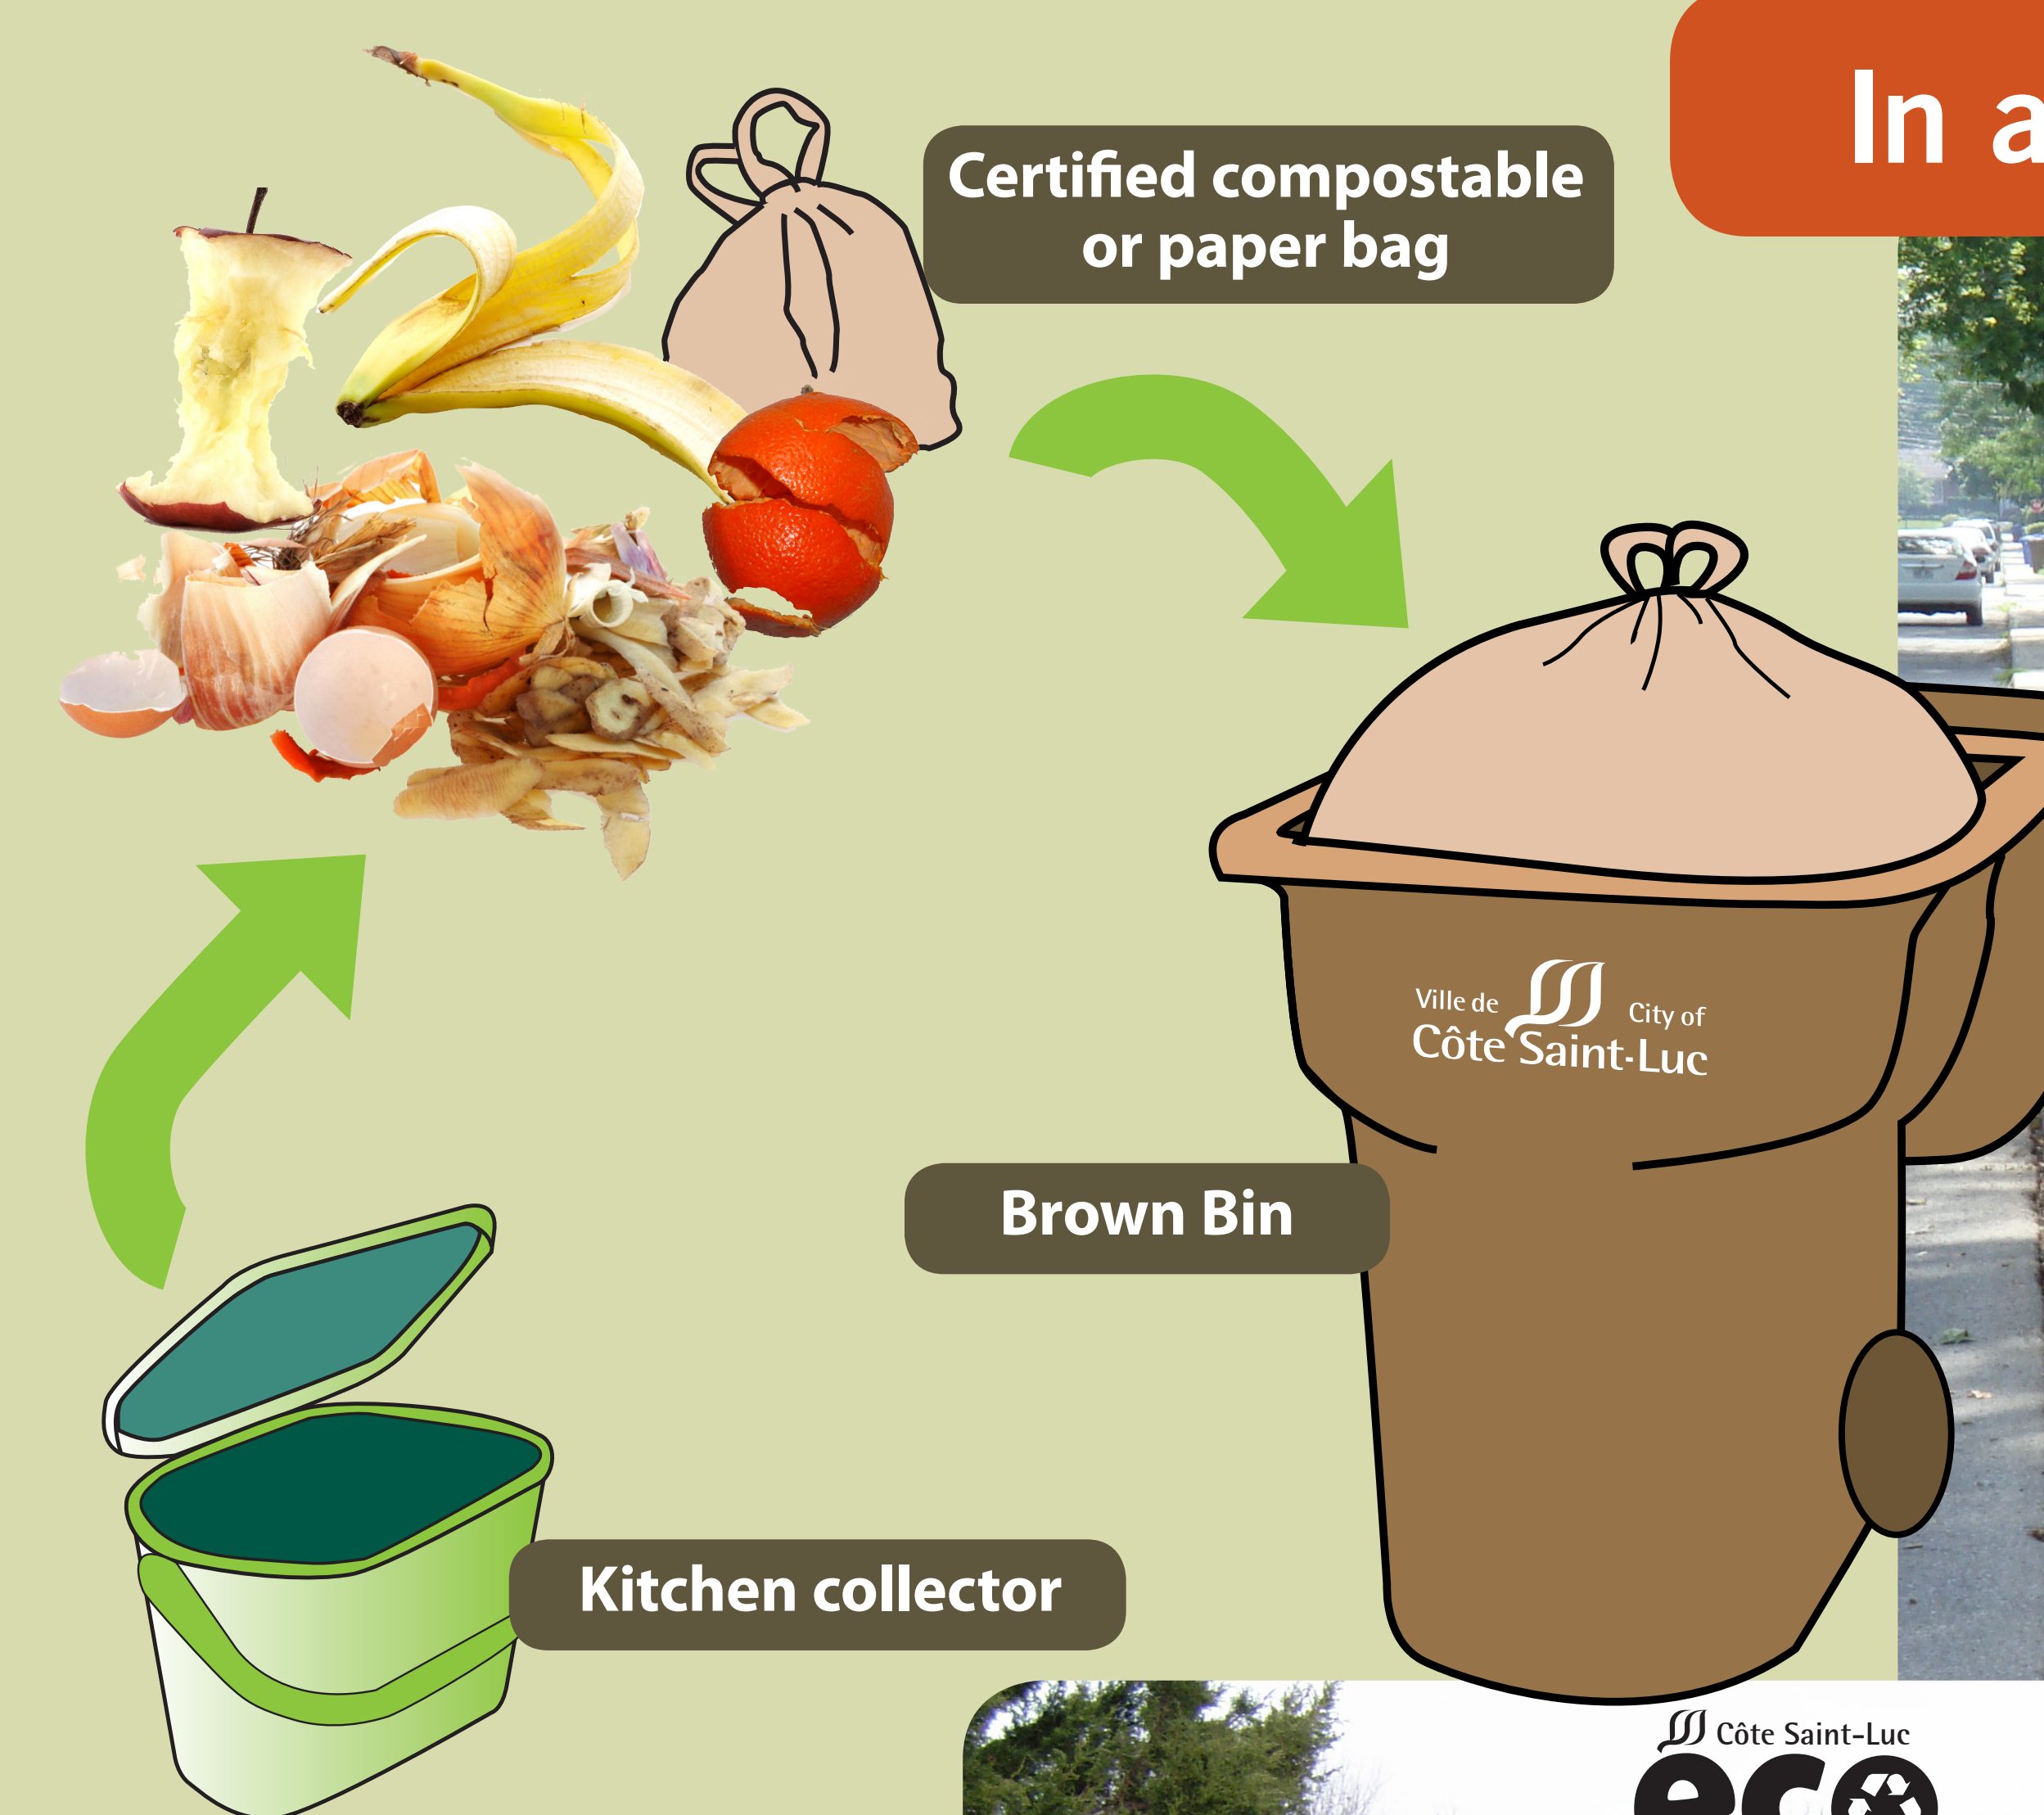 In a
Certified compostable
or paper bag
Ville de City of
Côte Saint-Luc
Brown Bin
Kitchen collector
Côte Saint-Luc
eco